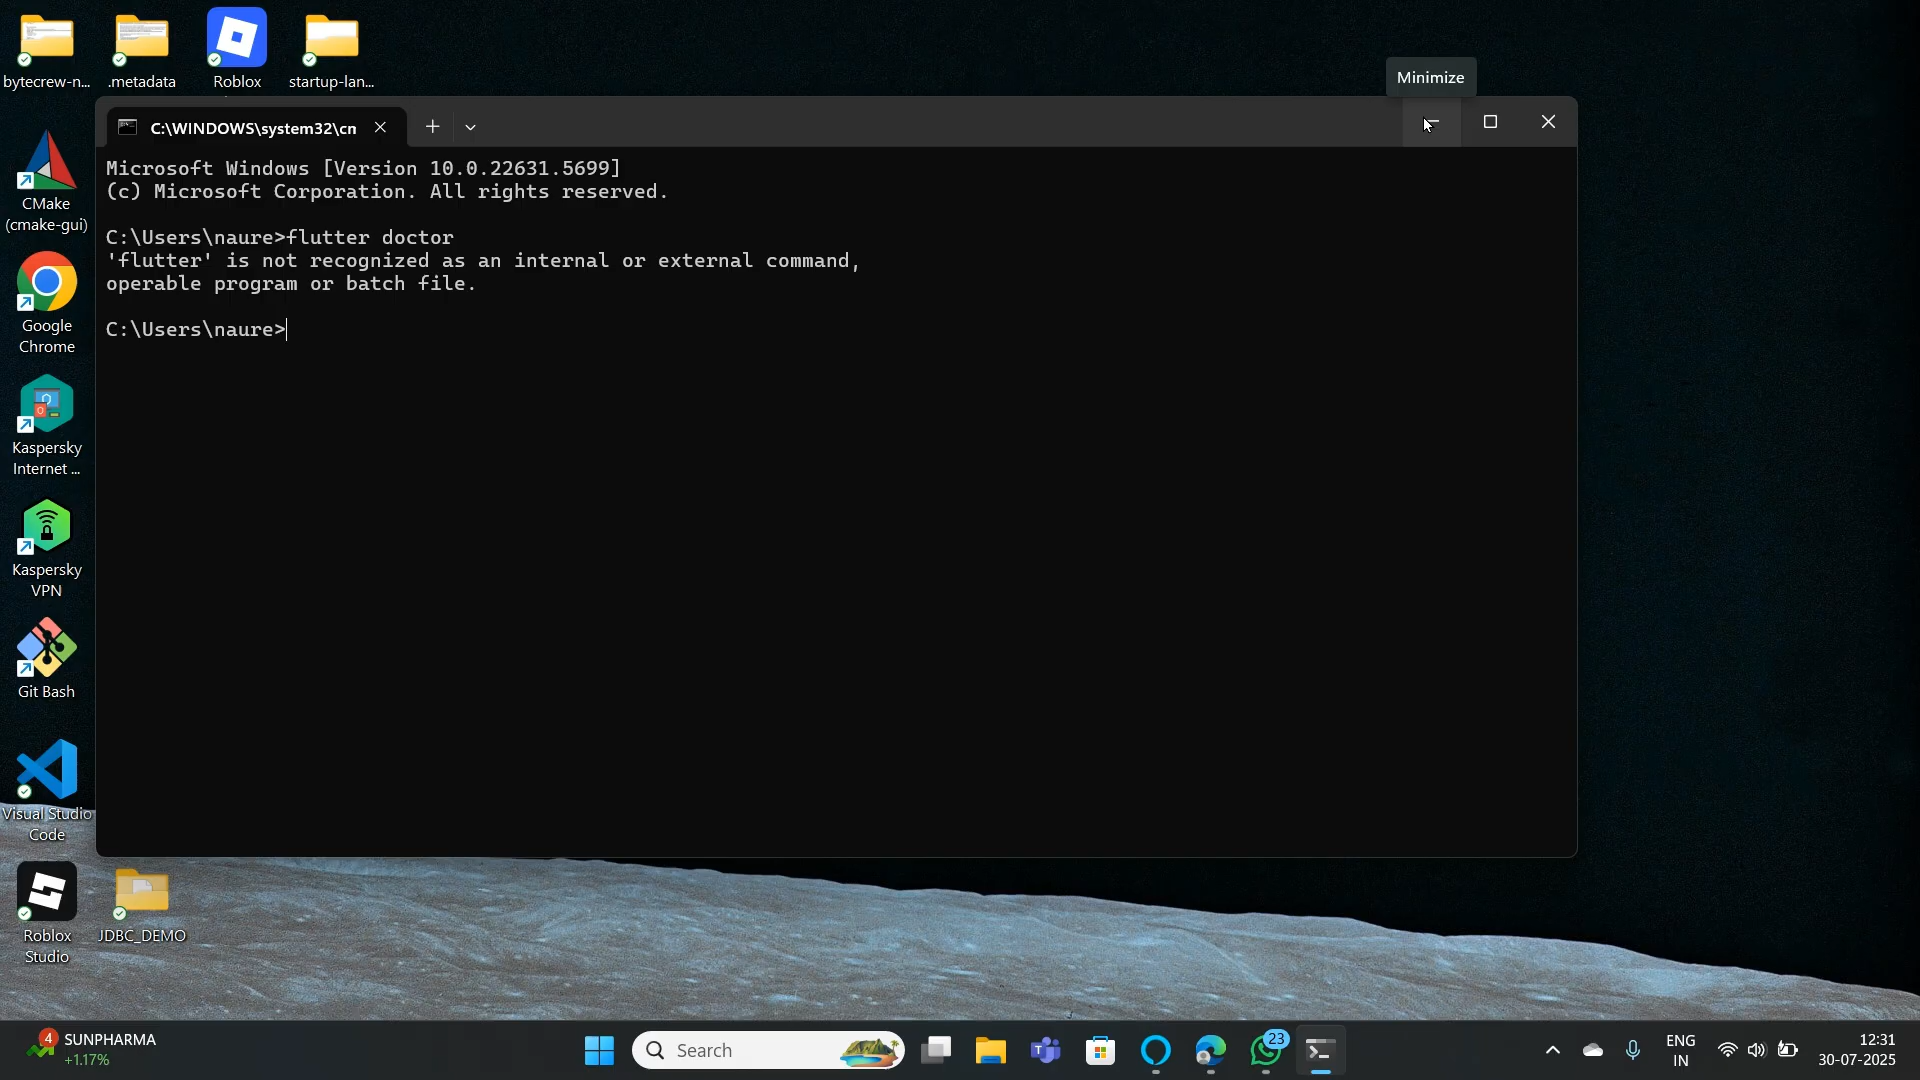 bytecrew-n...
.metadata
Roblox
startup-lan...
Minimize
C:\WINDOWS\system32\cm
Microsoft Windows [Version 10.0.22631.5699]
(c) Microsoft Corporation. All rights reserved.
C:\Users\naure>flutter doctor
'flutter' is not recognized as an internal or external command,
operable program or batch file.
C:\Users\naure>
CMake
(cmake-gui)
Google
Chrome
Kaspersky
Internet ...
Kaspersky
VPN
Git Bash
Visual Studio
Code
Roblox
Studio
JDBC_DEMO
4
SUNPHARMA
+1.17%
Search
23
ENG
IN
12:31
30-07-2025